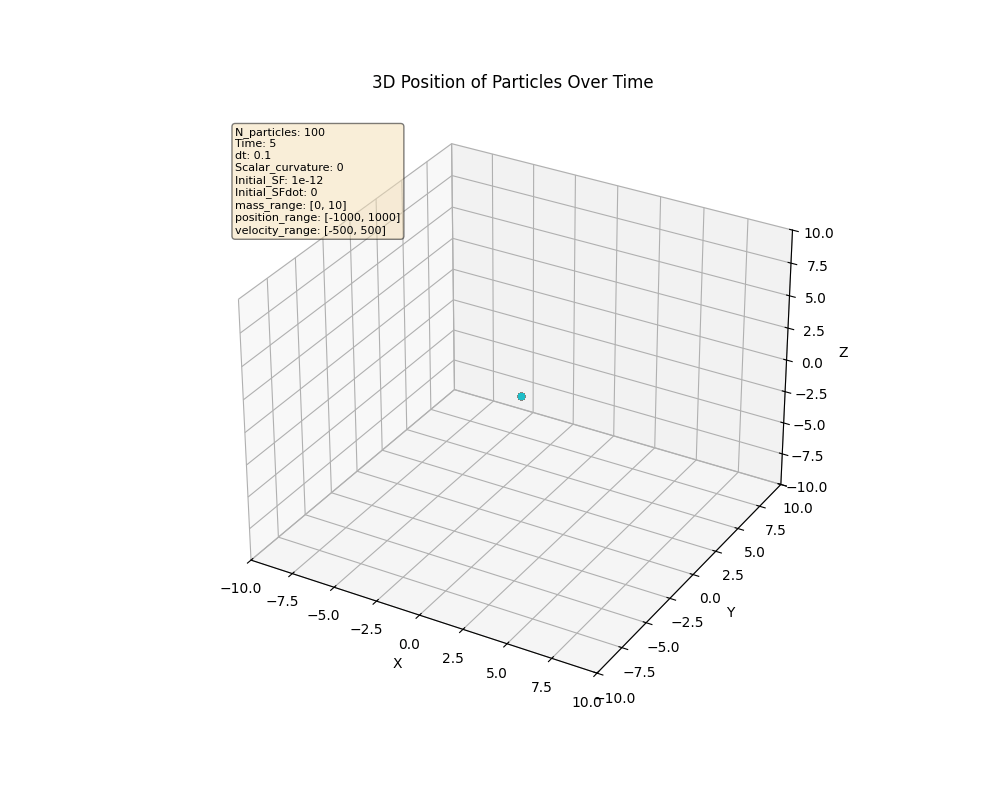 3D Position of Particles Over Time
N_particles: 100
Time: 5
dt: 0.1
Scalar_curvature: 0
Initial_SF: 1e-12
Initial_SFdot: 0
mass_range: [0, 10]
position_range: [-1000, 1000]
velocity_range: [-500, 500]
10.0
7.5
5.0
2.5
0.0
−2.5
−5.0
−7.5
−10.0
Z
10.0
7.5
5.0
2.5
0.0
−2.5
−5.0
−7.5
−10.0
Y
−10.0
−7.5
−5.0
−2.5
0.0
2.5
5.0
7.5
10.0
X